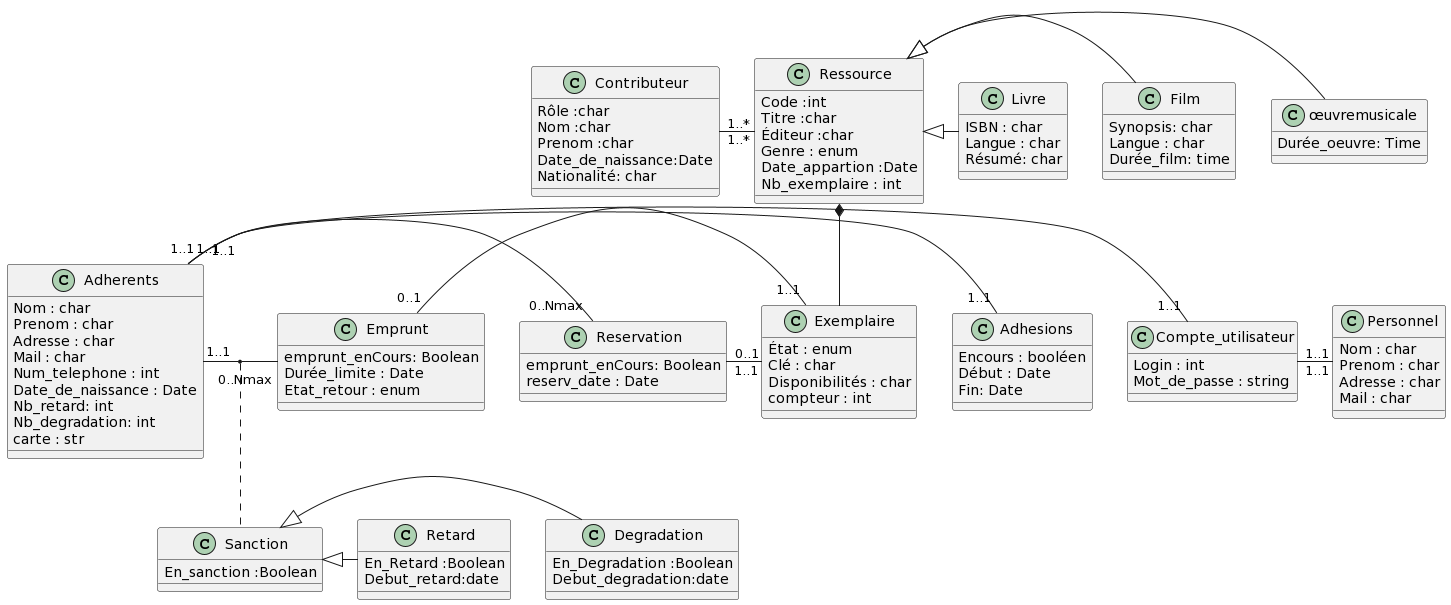 C Contributeur
Rôle :char
Nom :char
Prenom :char
Date_de_naissance:Date
Nationalité: char
1..*
1..*
C Ressource
Code :int
Titre :char
Éditeur :char
Genre : enum
Date_appartion :Date
Nb_exemplaire : int
C Livre
ISBN : char
Langue : char
Résumé: char
C Film
Synopsis: char
Langue : char
Durée_film: time
C œuvremusicale
Durée_oeuvre: Time
1..1
1..1
1..1
C Adherents
Nom : char
Prenom : char
Adresse : char
Mail : char
Num_telephone : int
Date_de_naissance : Date
Nb_retard: int
Nb_degradation: int
carte : str
1..1
0..Nmax
0..1
C Emprunt
emprunt_enCours: Boolean
Durée_limite : Date
Etat_retour : enum
0..Nmax
C Reservation
emprunt_enCours: Boolean
reserv_date : Date
0..1
1..1
1..1
C Exemplaire
État : enum
Clé : char
Disponibilités : char
compteur : int
1..1
C Adhesions
Encours : booléen
Début : Date
Fin: Date
1..1
C Compte_utilisateur
Login : int
Mot_de_passe : string
1..1
1..1
C Personnel
Nom : char
Prenom : char
Adresse : char
Mail : char
C Sanction
En_sanction :Boolean
C Retard
En_Retard :Boolean
Debut_retard:date
C Degradation
En_Degradation :Boolean
Debut_degradation:date